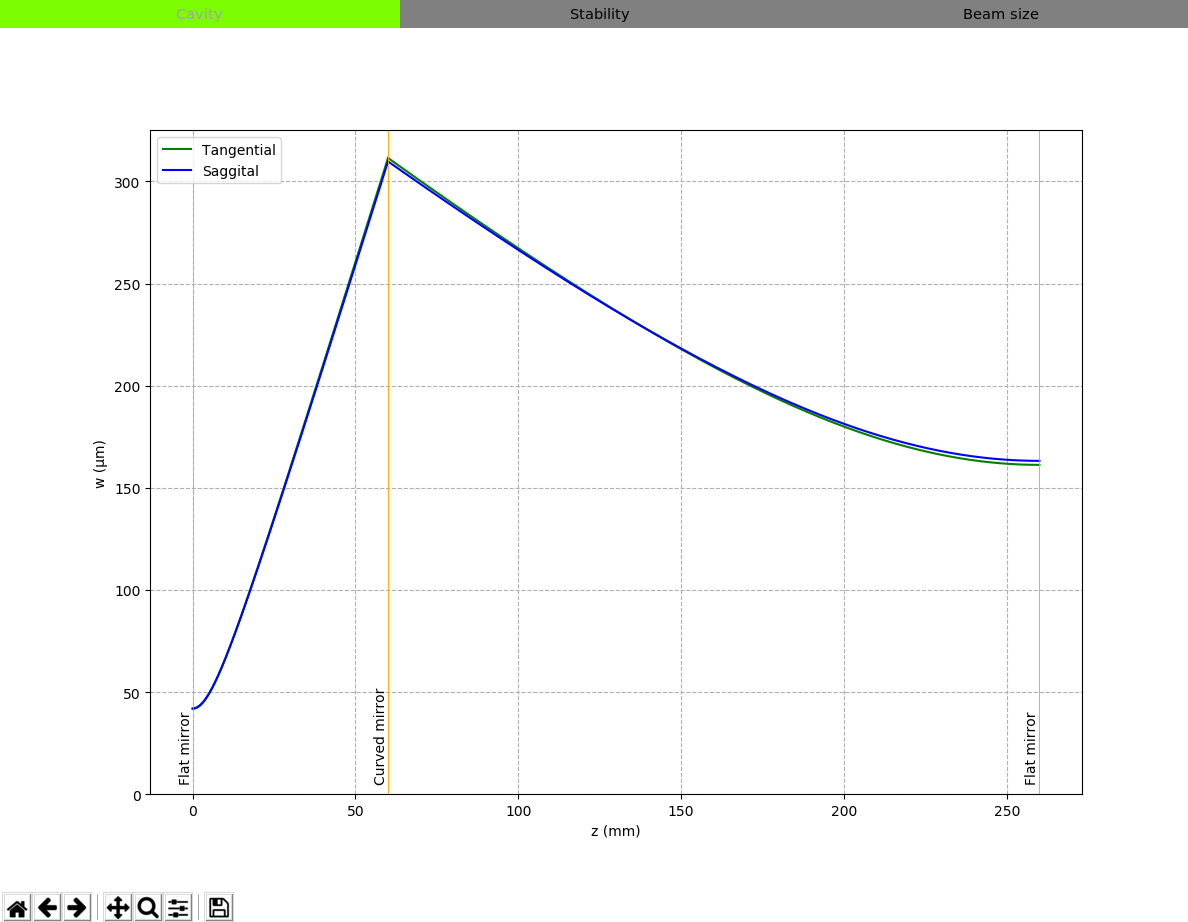 Cavity
Stability
Beam size
Tangential
Saggital
300
250
200
150
100
50
0
w (μm)
Flat mirror
Curved mirror
Flat mirror
0
50
100
150
200
250
z (mm)